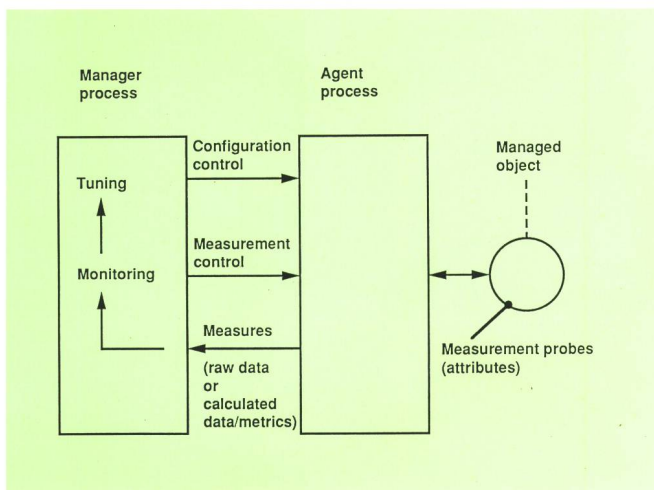 Manager
process
Agent
process
Configuration
control
Managed
object
Tuning
Measurement
control
Monitoring
Measures
(raw data
or
calculated
data/metrics)
Measurement probes
(attributes)